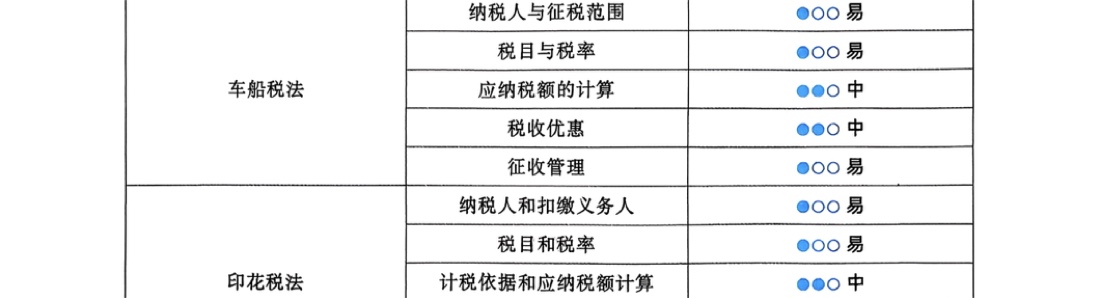 纳税人与征税范围 ●○○ 易
税目与税率 ●○○ 易
车船税法 应纳税额的计算 ●●○ 中
税收优惠 ●●○ 中
征收管理 ●○○ 易
纳税人和扣缴义务人 ●○○ 易
税目和税率 ●○○ 易
印花税法 计税依据和应纳税额计算 ●●○ 中